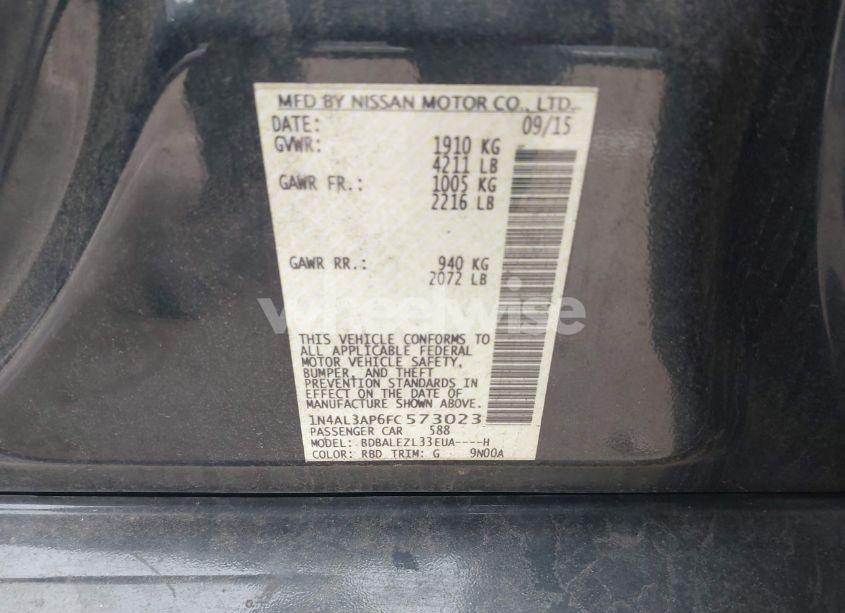 MFD BY NISSAN MOTOR CO., LTD.
DATE: 09/15
GVWR: 1910 KG
4211 LB
GAWR FR.: 1005 KG
2216 LB
GAWR RR.: 940 KG
2072 LB
wheelwise
THIS VEHICLE CONFORMS TO
ALL APPLICABLE FEDERAL
MOTOR VEHICLE SAFETY,
BUMPER, AND THEFT
PREVENTION STANDARDS IN
EFFECT ON THE DATE OF
MANUFACTURE SHOWN ABOVE.
1N4AL3AP6FC573023
PASSENGER CAR 588
MODEL: BDBALEZL33EUA----H
COLOR: RBD TRIM: G 9N00A